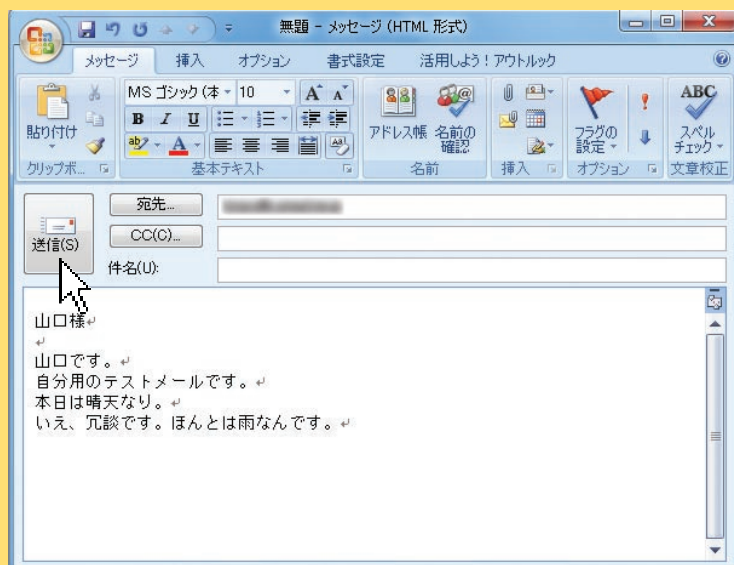 無題 - メッセージ (HTML 形式)
メッセージ 挿入 オプション 書式設定 活用しよう！アウトルック
MS ゴシック (本 10 A A
貼り付け
B I U
ab A Aa
アドレス帳 名前の確認
フラグの設定
ABC
スペルチェック
クリップボ... 基本テキスト 名前 挿入 オプション 文章校正
送信(S)
宛先...
CC(C)...
件名(U):
山口様
山口です。
自分用のテストメールです。
本日は晴天なり。
いえ、冗談です。ほんとは雨なんです。